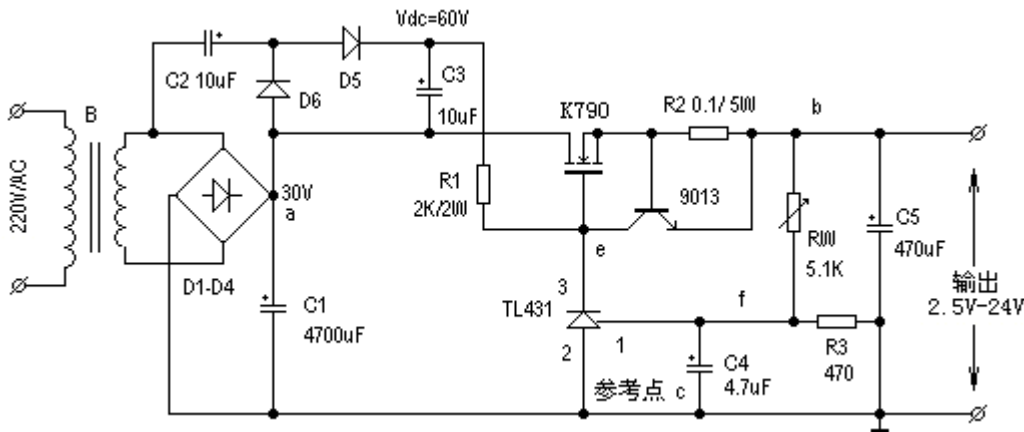 Vdc=60V
C2 10uF
D5
C3
10uF
D6
K790
R2 0.1/ 5W
b
B
220V/AC
30V
a
R1
2K/2W
9013
e
RW
5.1K
C5
470uF
D1-D4
C1
4700uF
3
TL431
2
1
f
R3
470
C4
4.7uF
参考点 c
输出
2.5V-24V